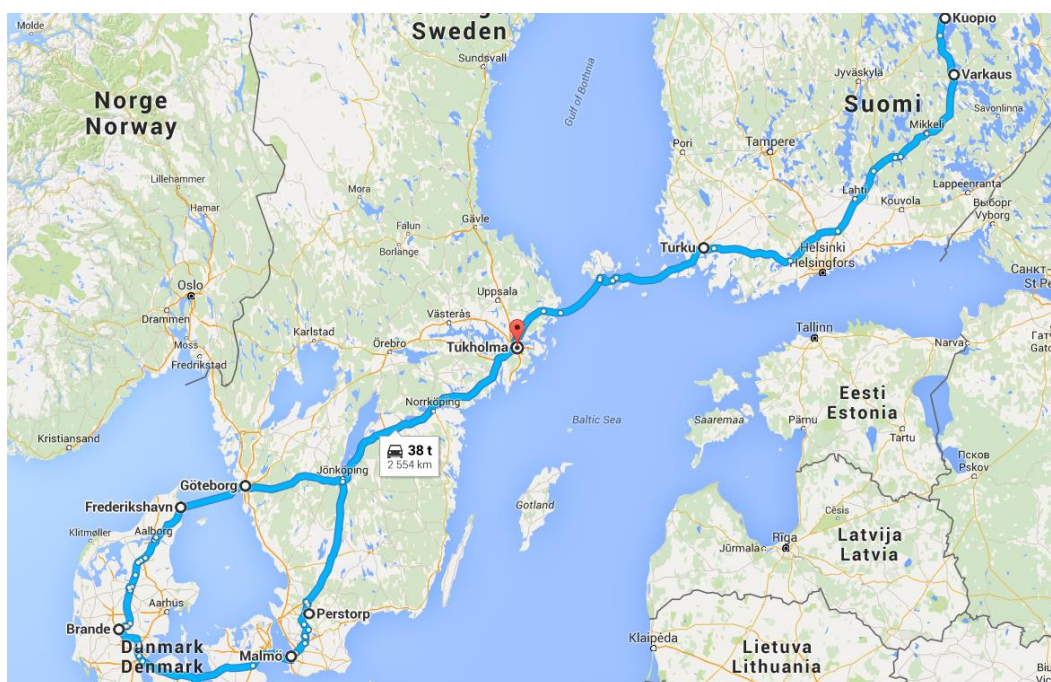 Molde
Sweden
Kuopio
Sundsvall
Jyväskylä
Varkaus
Norge
Norway
Gulf of Bothnia
Suomi
Savonlinna
Mikkeli
Pori
Tampere
Lillehammer
Mora
Lahti
Lappeenranta
Hamar
Kouvola
Выборг
Vyborg
Gävle
Falun
Borlänge
Turku
Helsinki
Helsingfors
Санкт-
St Pe
Oslo
Uppsala
Drammen
Västerås
Karlstad
Tallinn
Moss
Örebro
Tukholma
Narva
Fredrikstad
Eesti
Estonia
Norrköping
Baltic Sea
Saaremaa
Pärnu
Tartu
Kristiansand
38 t
2 554 km
Псков
Pskov
Jönköping
Göteborg
Gotland
Frederikshavn
Cēsis
Klitmøller
Aalborg
Latvija
Latvia
Rīga
Jūrmala
Aarhus
Perstorp
Brande
Danmark
Denmark
Malmö
Klaipėda
Lietuva
Lithuania